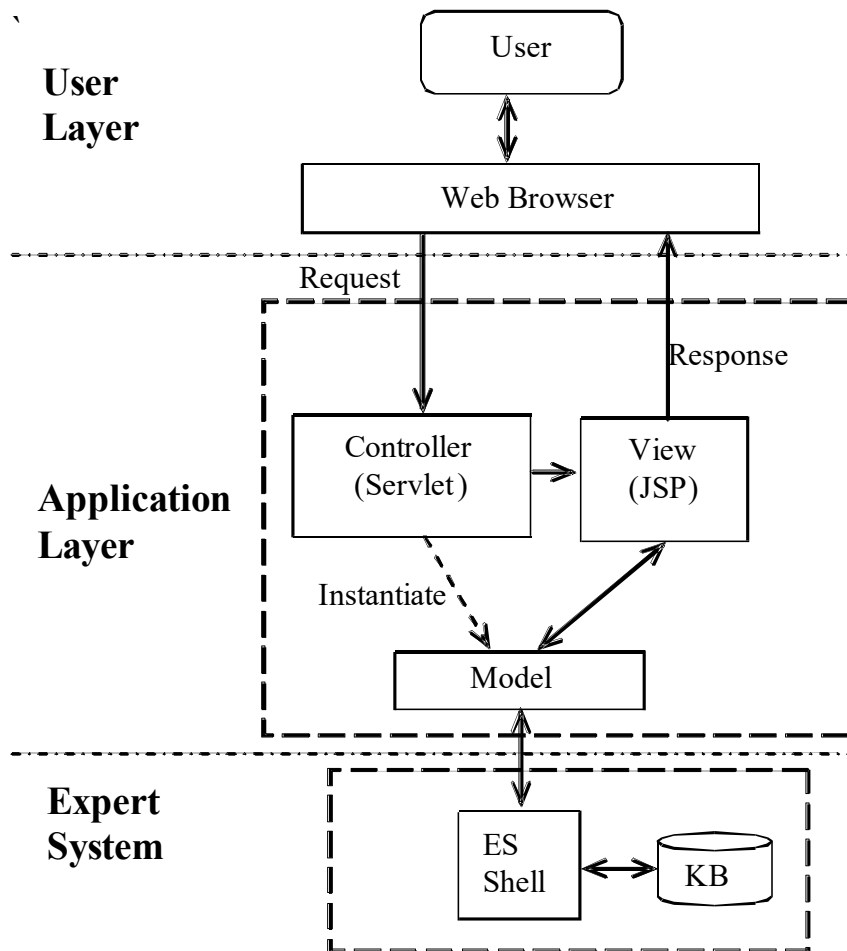 `
User
User
Layer
Web Browser
Request
Response
Controller
(Servlet)
View
(JSP)
Application
Layer
Instantiate
Model
Expert
System
ES
Shell
KB